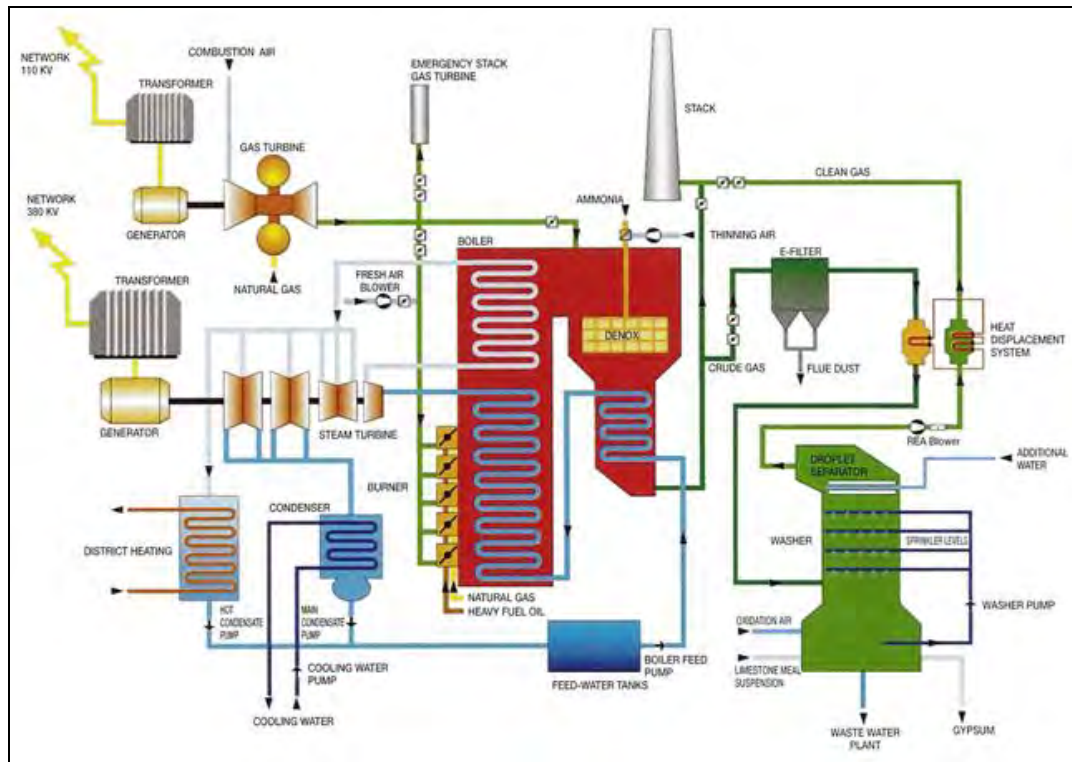 NETWORK
110 KV
COMBUSTION AIR
TRANSFORMER
EMERGENCY STACK
GAS TURBINE
STACK
GAS TURBINE
CLEAN GAS
NETWORK
380 KV
GENERATOR
AMMONIA
THINNING AIR
BOILER
E-FILTER
NATURAL GAS
TRANSFORMER
FRESH AIR
BLOWER
DENOX
HEAT
DISPLACEMENT
SYSTEM
CRUDE GAS
FLUE DUST
GENERATOR
STEAM TURBINE
REA Blower
DROPLET
SEPARATOR
ADDITIONAL
WATER
BURNER
CONDENSER
DISTRICT HEATING
WASHER
SPRINKLER LEVELS
NATURAL GAS
HEAVY FUEL OIL
WASHER PUMP
HOT
CONDENSATE
PUMP
MAIN
CONDENSATE
PUMP
OXIDATION AIR
COOLING WATER
PUMP
BOILER FEED
PUMP
LIMESTONE MEAL
SUSPENSION
FEED-WATER TANKS
COOLING WATER
WASTE WATER
PLANT
GYPSUM